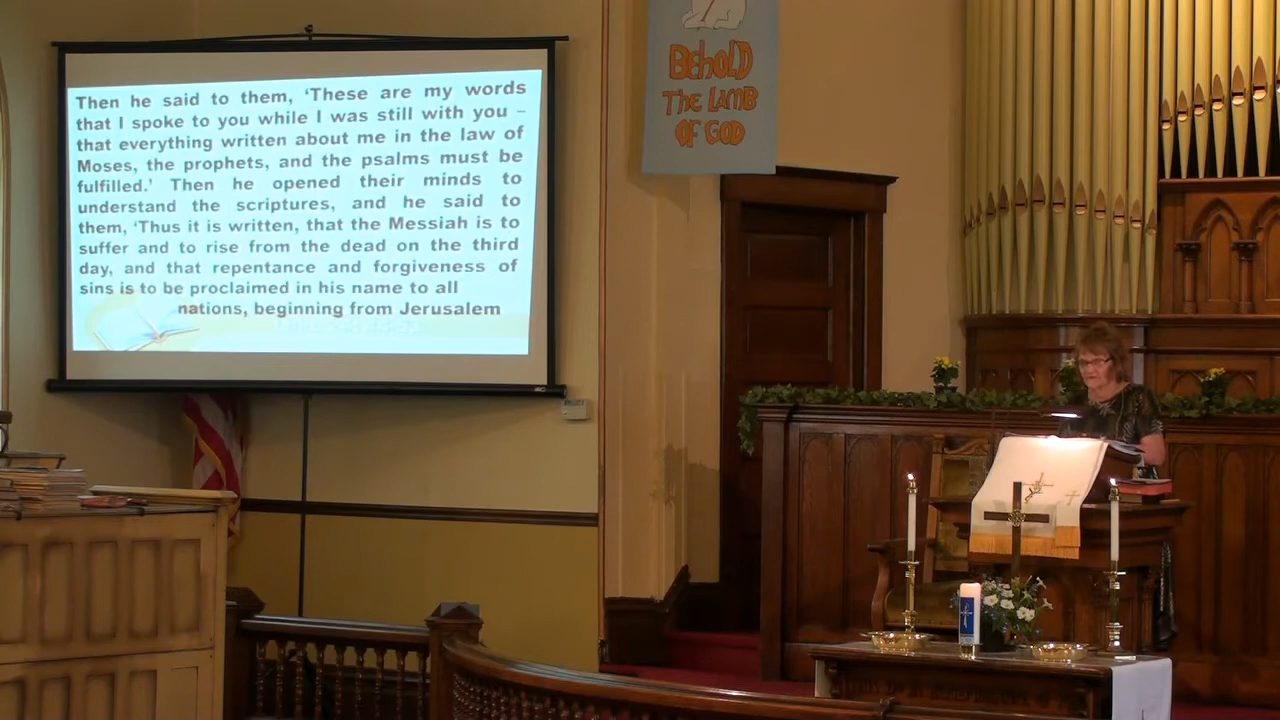 Then he said to them, ‘These are my words
that I spoke to you while I was still with you –
that everything written about me in the law of
Moses, the prophets, and the psalms must be
fulfilled.’ Then he opened their minds to
understand the scriptures, and he said to
them, ‘Thus it is written, that the Messiah is to
suffer and to rise from the dead on the third
day, and that repentance and forgiveness of
sins is to be proclaimed in his name to all
nations, beginning from Jerusalem
BEhOLD
THE LAMB
OF GOD